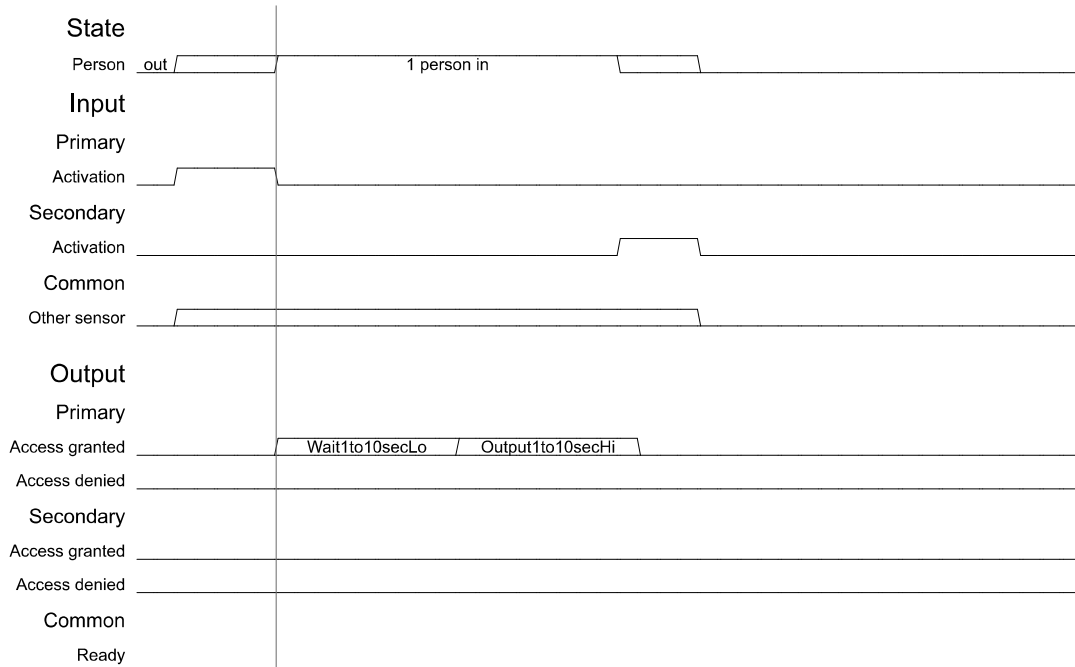 State
Person out 1 person in
Input
Primary
Activation
Secondary
Activation
Common
Other sensor
Output
Primary
Access granted Wait1to10secLo Output1to10secHi
Access denied
Secondary
Access granted
Access denied
Common
Ready